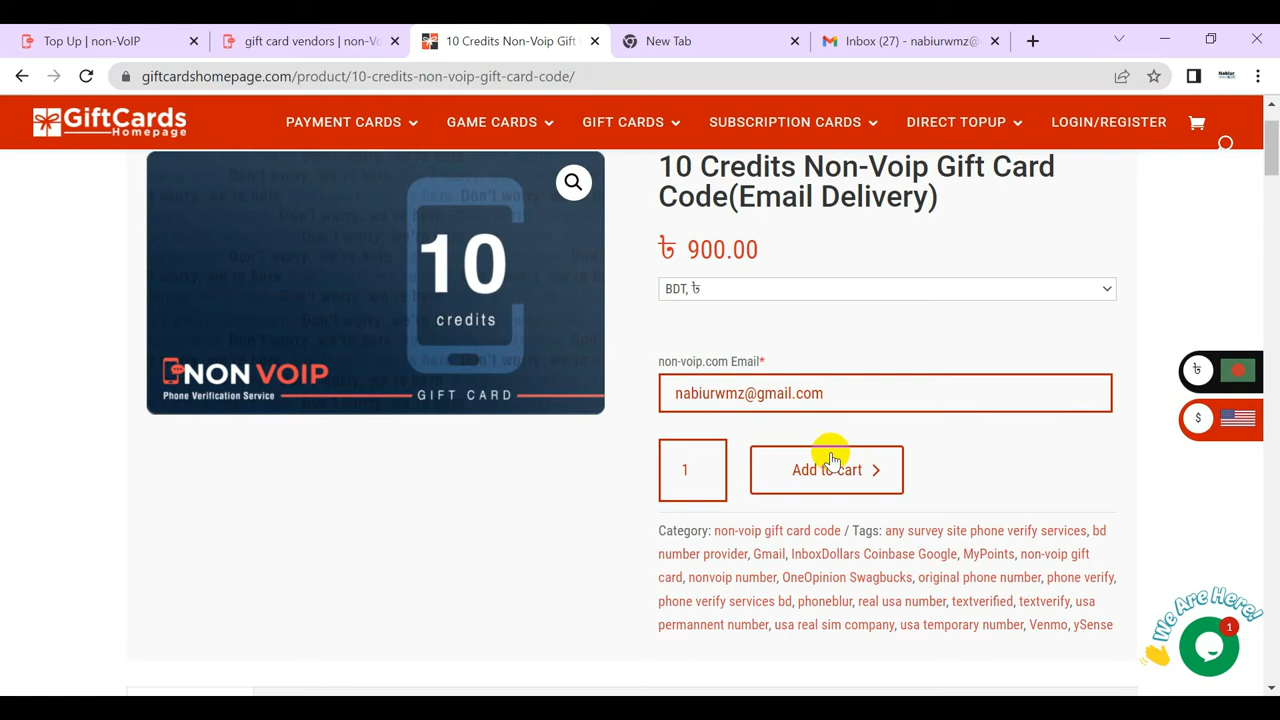 Top Up | non-VoIP
gift card vendors | non-Vo
10 Credits Non-Voip Gift
New Tab
Inbox (27) - nabiurwmz@
giftcardshomepage.com/product/10-credits-non-voip-gift-card-code/
GiftCards
Homepage
PAYMENT CARDS
GAME CARDS
GIFT CARDS
SUBSCRIPTION CARDS
DIRECT TOPUP
LOGIN/REGISTER
10
credits
NON VOIP
Phone Verification Service
GIFT CARD
10 Credits Non-Voip Gift Card
Code(Email Delivery)
৳ 900.00
BDT, ৳
non-voip.com Email*
nabiurwmz@gmail.com
1
Add to cart
Category: non-voip gift card code / Tags: any survey site phone verify services, bd
number provider, Gmail, InboxDollars Coinbase Google, MyPoints, non-voip gift
card, nonvoip number, OneOpinion Swagbucks, original phone number, phone verify,
phone verify services bd, phoneblur, real usa number, textverified, textverify, usa
permannent number, usa real sim company, usa temporary number, Venmo, ySense
৳
$
We Are Here!
1